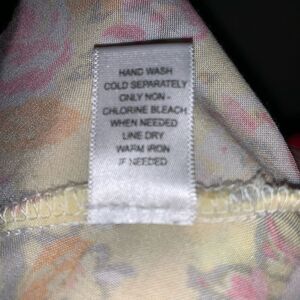 HAND WASH
COLD SEPARATELY
ONLY NON -
CHLORINE BLEACH
WHEN NEEDED
LINE DRY
WARM IRON
IF NEEDED